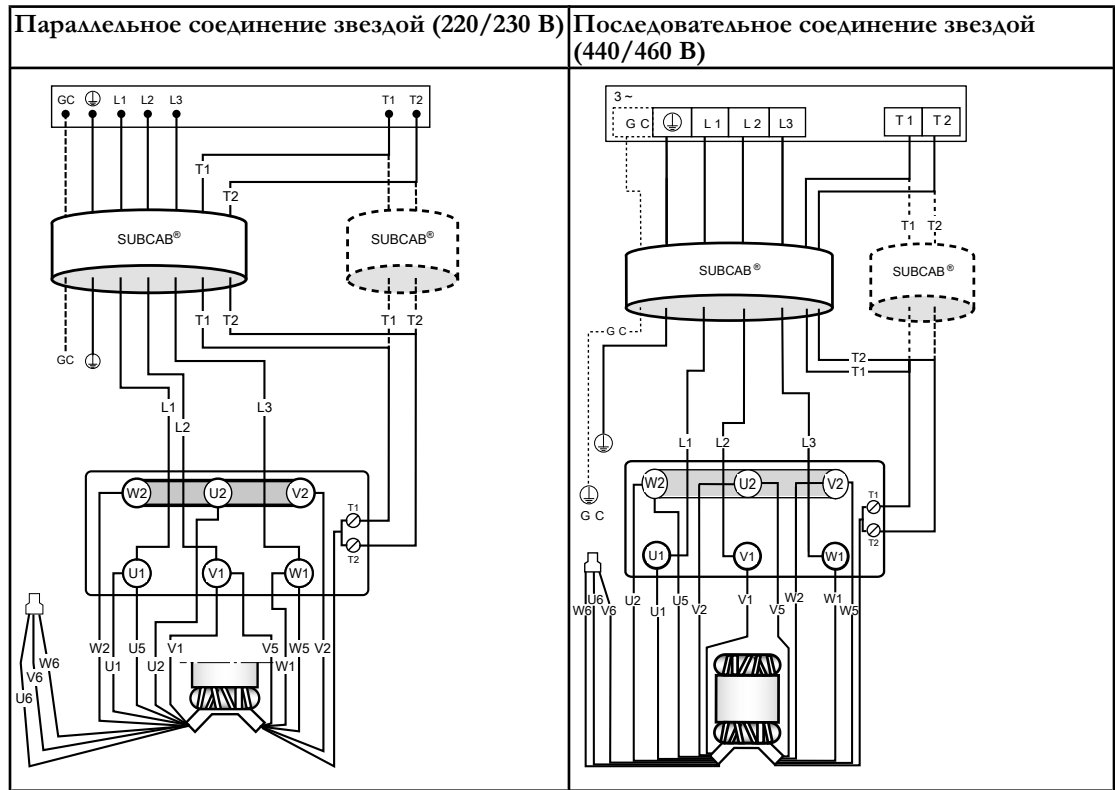 Параллельное соединение звездой (220/230 В)
Последовательное соединение звездой
(440/460 В)
GC L1 L2 L3 T1 T2
T1
T2
SUBCAB®
SUBCAB®
T1 T2 T1 T2
GC
L1 L3
L2
W2 U2 V2
T1
T2
U1 V1 W1
W2 U5 V1 V5 W5 V2
U1 U2 W1
W6
V6
U6
3 ~
G C L 1 L 2 L3 T 1 T 2
T1 T2
SUBCAB®
SUBCAB®
G C
T2
T1
L1 L2 L3
W2 U2 V2
T1
T2
G C
U1 V1 W1
W6 U6 V6 U2 U1 U5 V2 V1 V5 W2 W1 W5